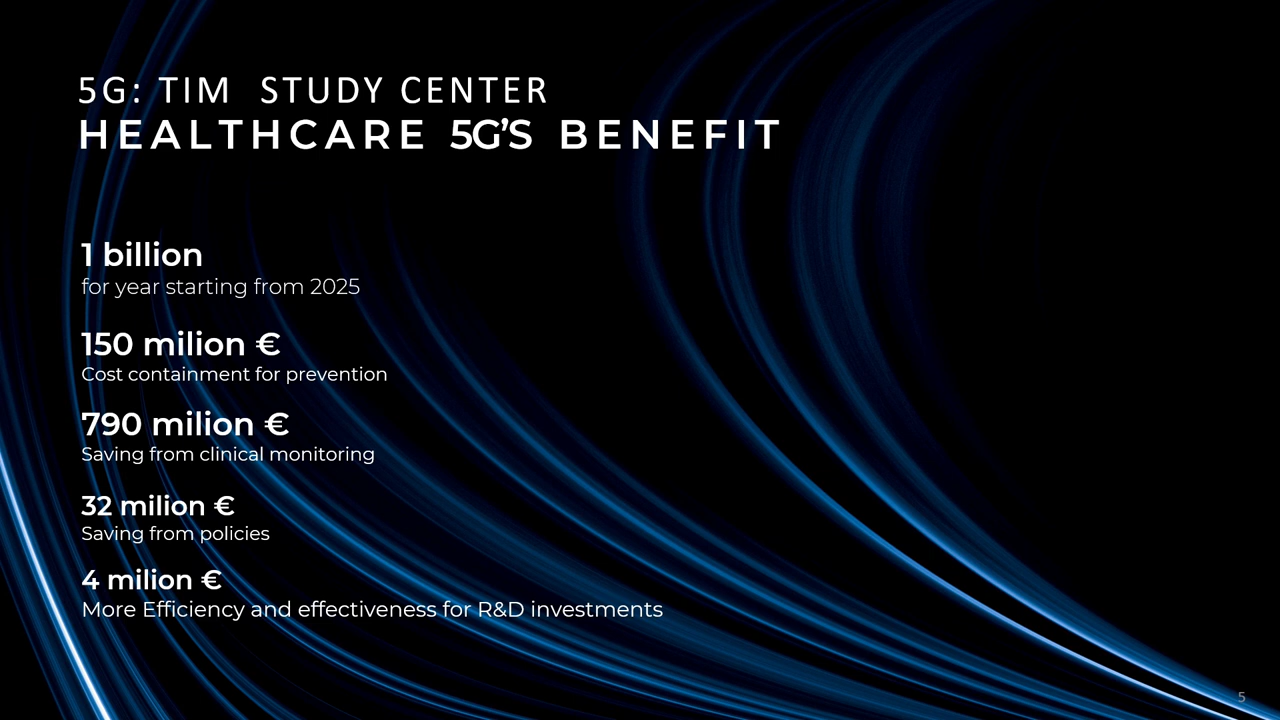 5G: TIM STUDY CENTER
HEALTHCARE 5G'S BENEFIT
1 billion
for year starting from 2025
150 milion €
Cost containment for prevention
790 milion €
Saving from clinical monitoring
32 milion €
Saving from policies
4 milion €
More Efficiency and effectiveness for R&D investments
5